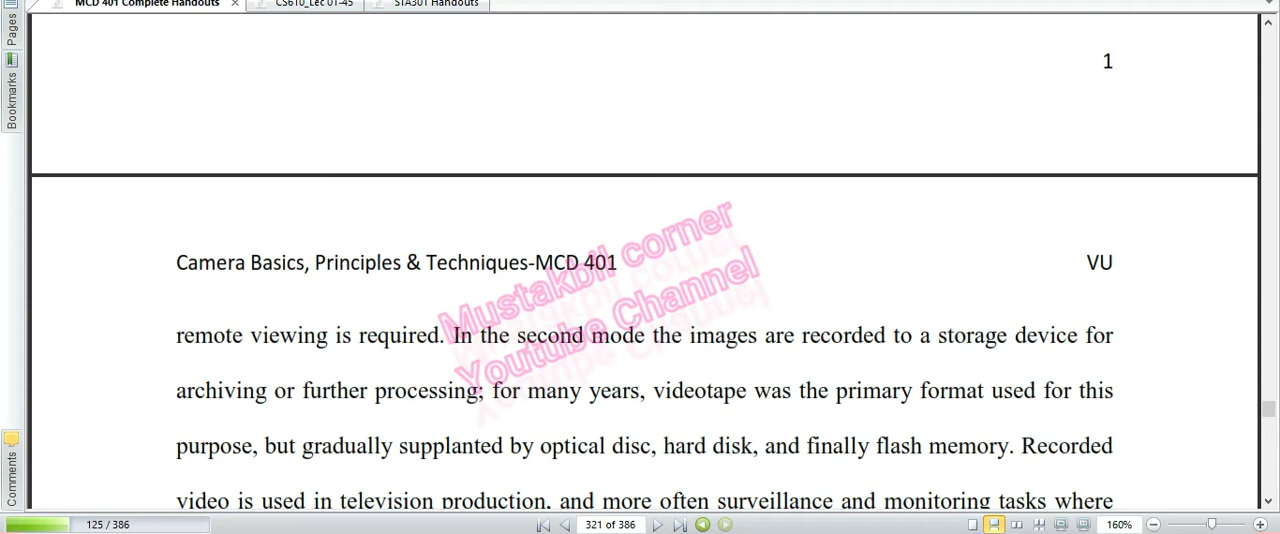 MCD 401 Complete Handouts CS610_Lec 01-45 STA301 Handouts
Pages
Bookmarks
1
Camera Basics, Principles & Techniques-MCD 401 VU
Mustakbil corner
Youtube Channel
remote viewing is required. In the second mode the images are recorded to a storage device for
archiving or further processing; for many years, videotape was the primary format used for this
purpose, but gradually supplanted by optical disc, hard disk, and finally flash memory. Recorded
video is used in television production, and more often surveillance and monitoring tasks where
Comments
125 / 386 321 of 386 160%